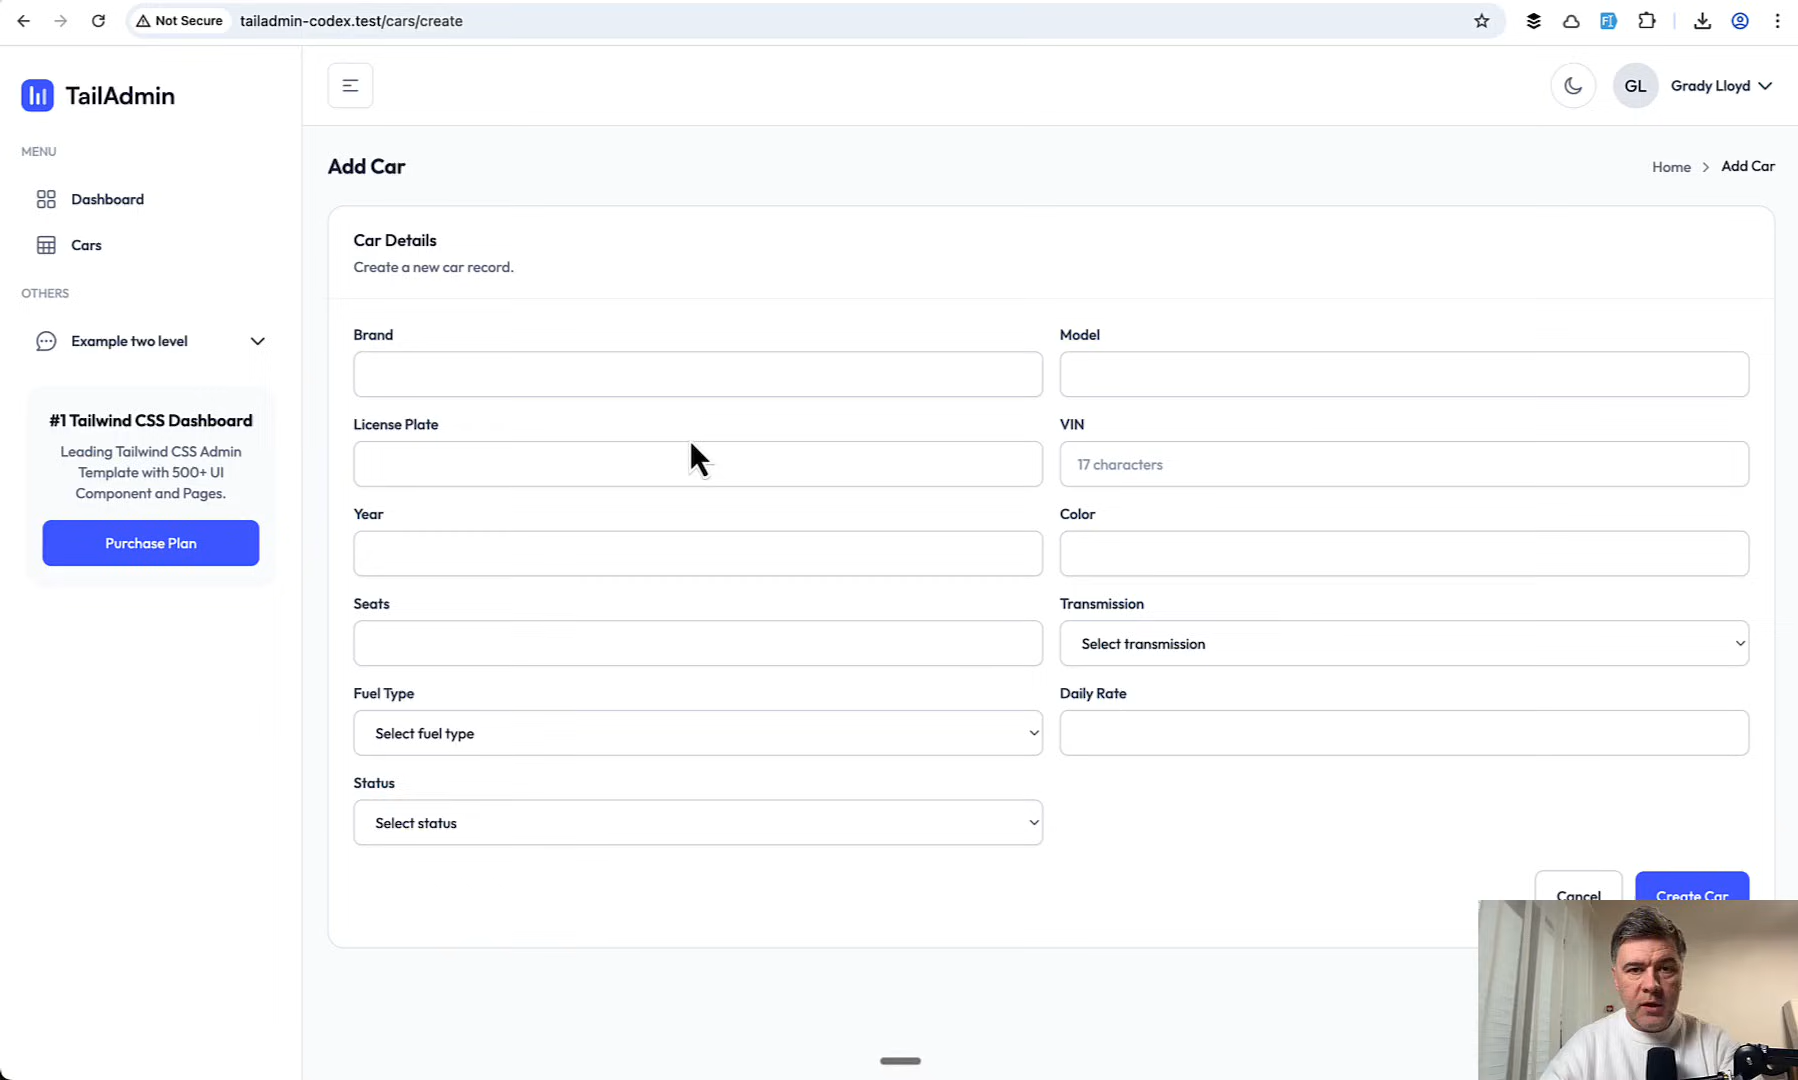 Not Secure
tailadmin-codex.test/cars/create
TailAdmin
GL
Grady Lloyd
MENU
Dashboard
Cars
OTHERS
Example two level
#1 Tailwind CSS Dashboard
Leading Tailwind CSS Admin
Template with 500+ UI
Component and Pages.
Purchase Plan
Add Car
Home > Add Car
Car Details
Create a new car record.
Brand
Model
License Plate
VIN
17 characters
Year
Color
Seats
Transmission
Select transmission
Fuel Type
Select fuel type
Daily Rate
Status
Select status
Cancel
Create Car